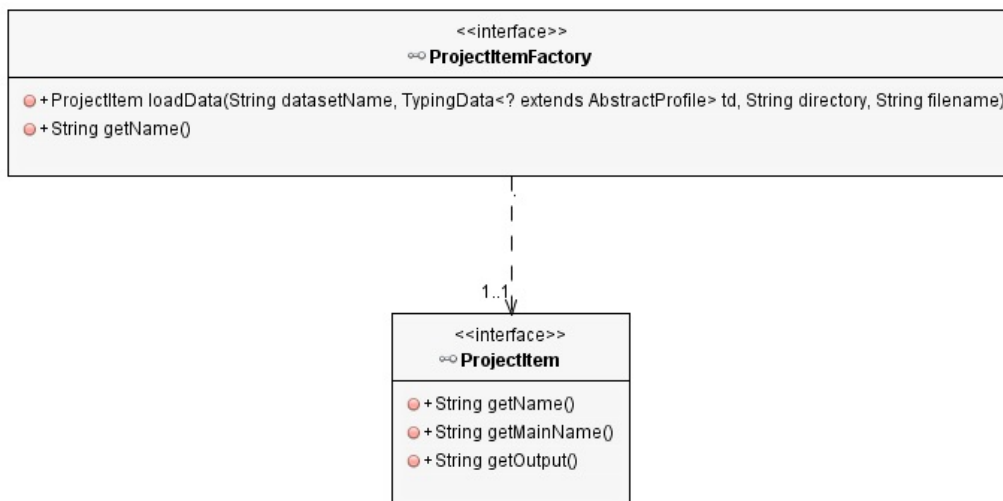 <<interface>>
ProjectItemFactory
+ ProjectItem loadData(String datasetName, TypingData<? extends AbstractProfile> td, String directory, String filename)
+ String getName()
1..1
<<interface>>
ProjectItem
+ String getName()
+ String getMainName()
+ String getOutput()